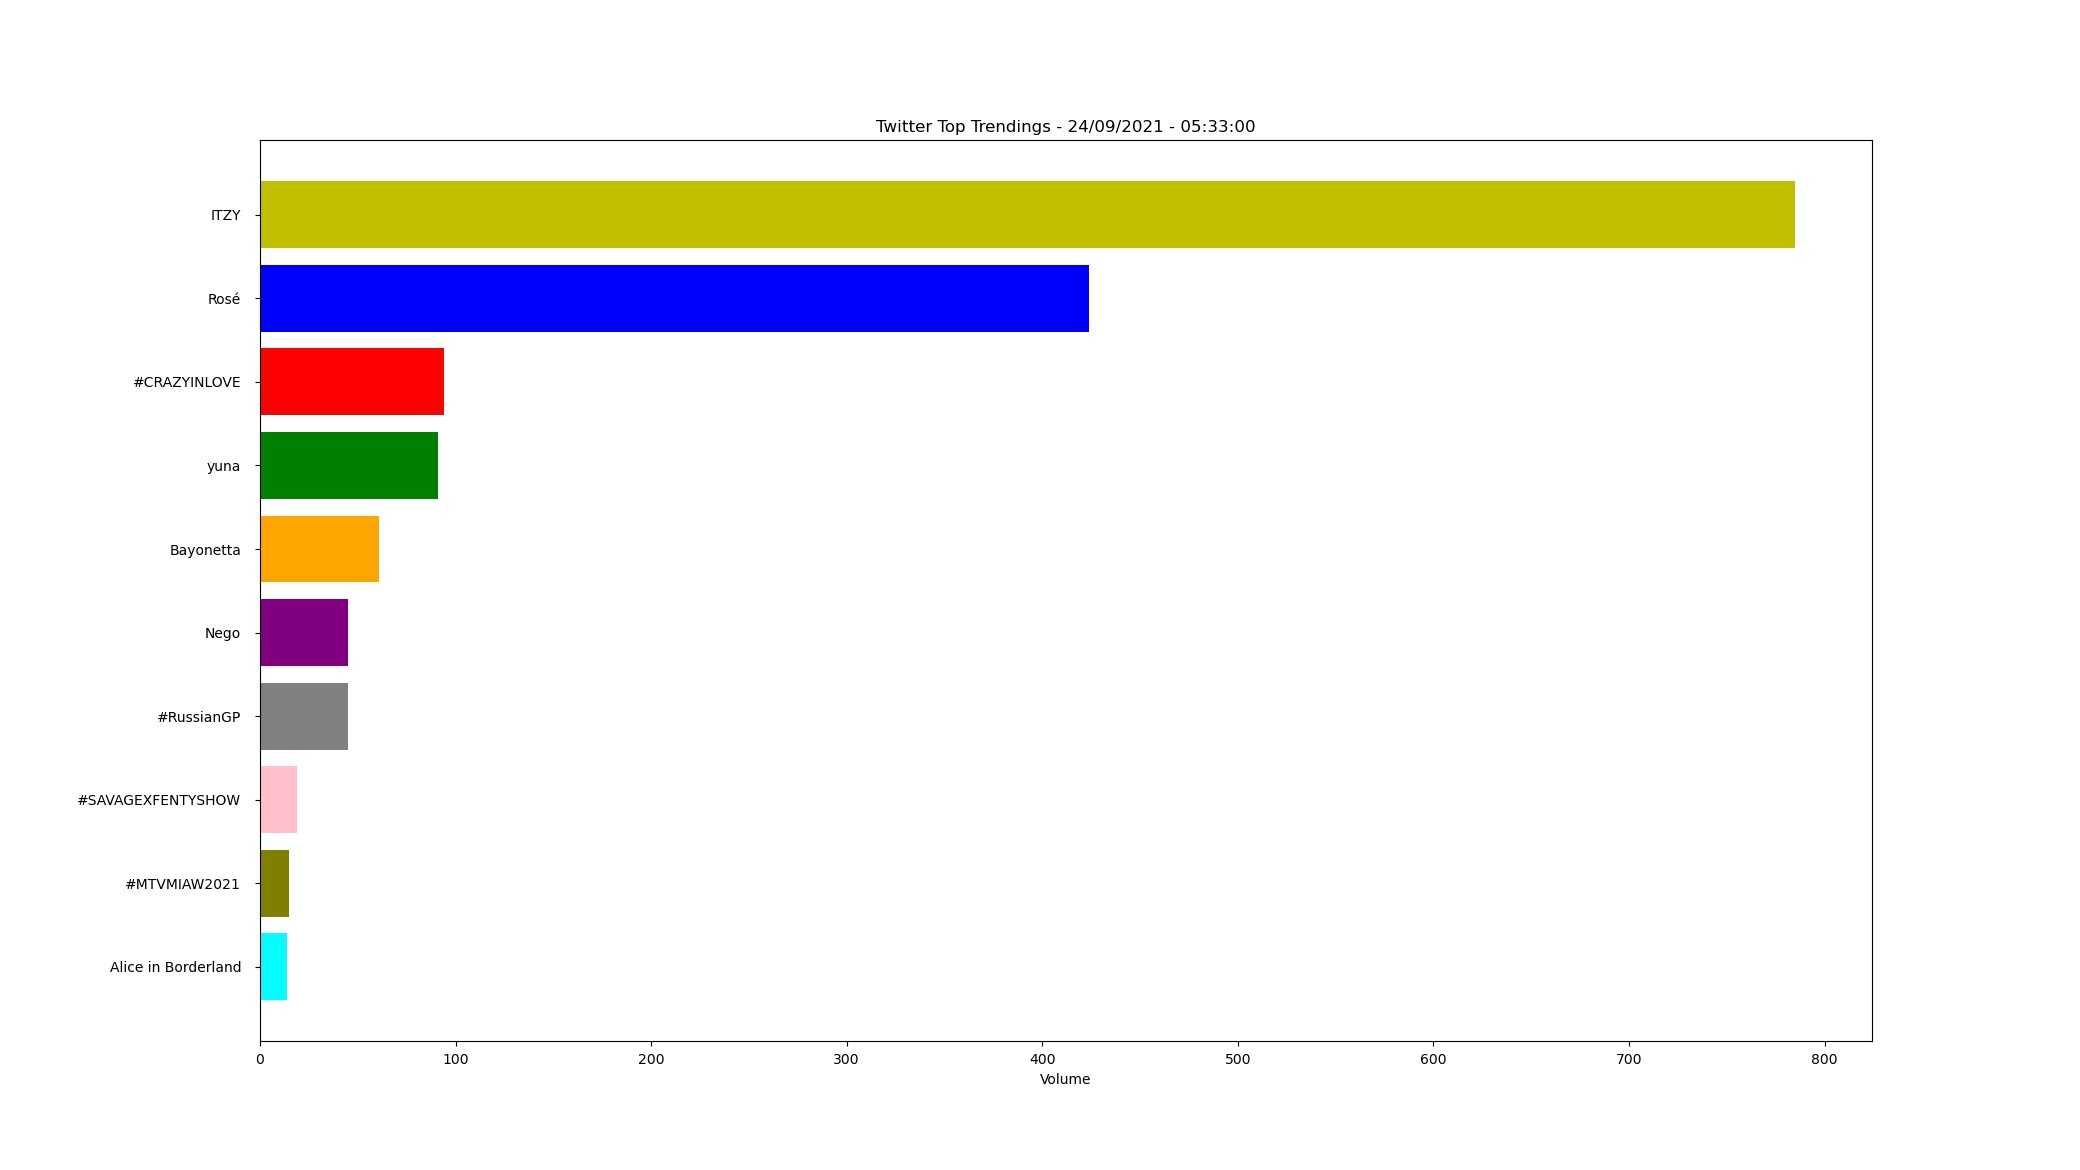 Twitter Top Trendings - 24/09/2021 - 05:33:00
ITZY
Rosé
#CRAZYINLOVE
yuna
Bayonetta
Nego
#RussianGP
#SAVAGEXFENTYSHOW
#MTVMIAW2021
Alice in Borderland
0 100 200 300 400 500 600 700 800
Volume